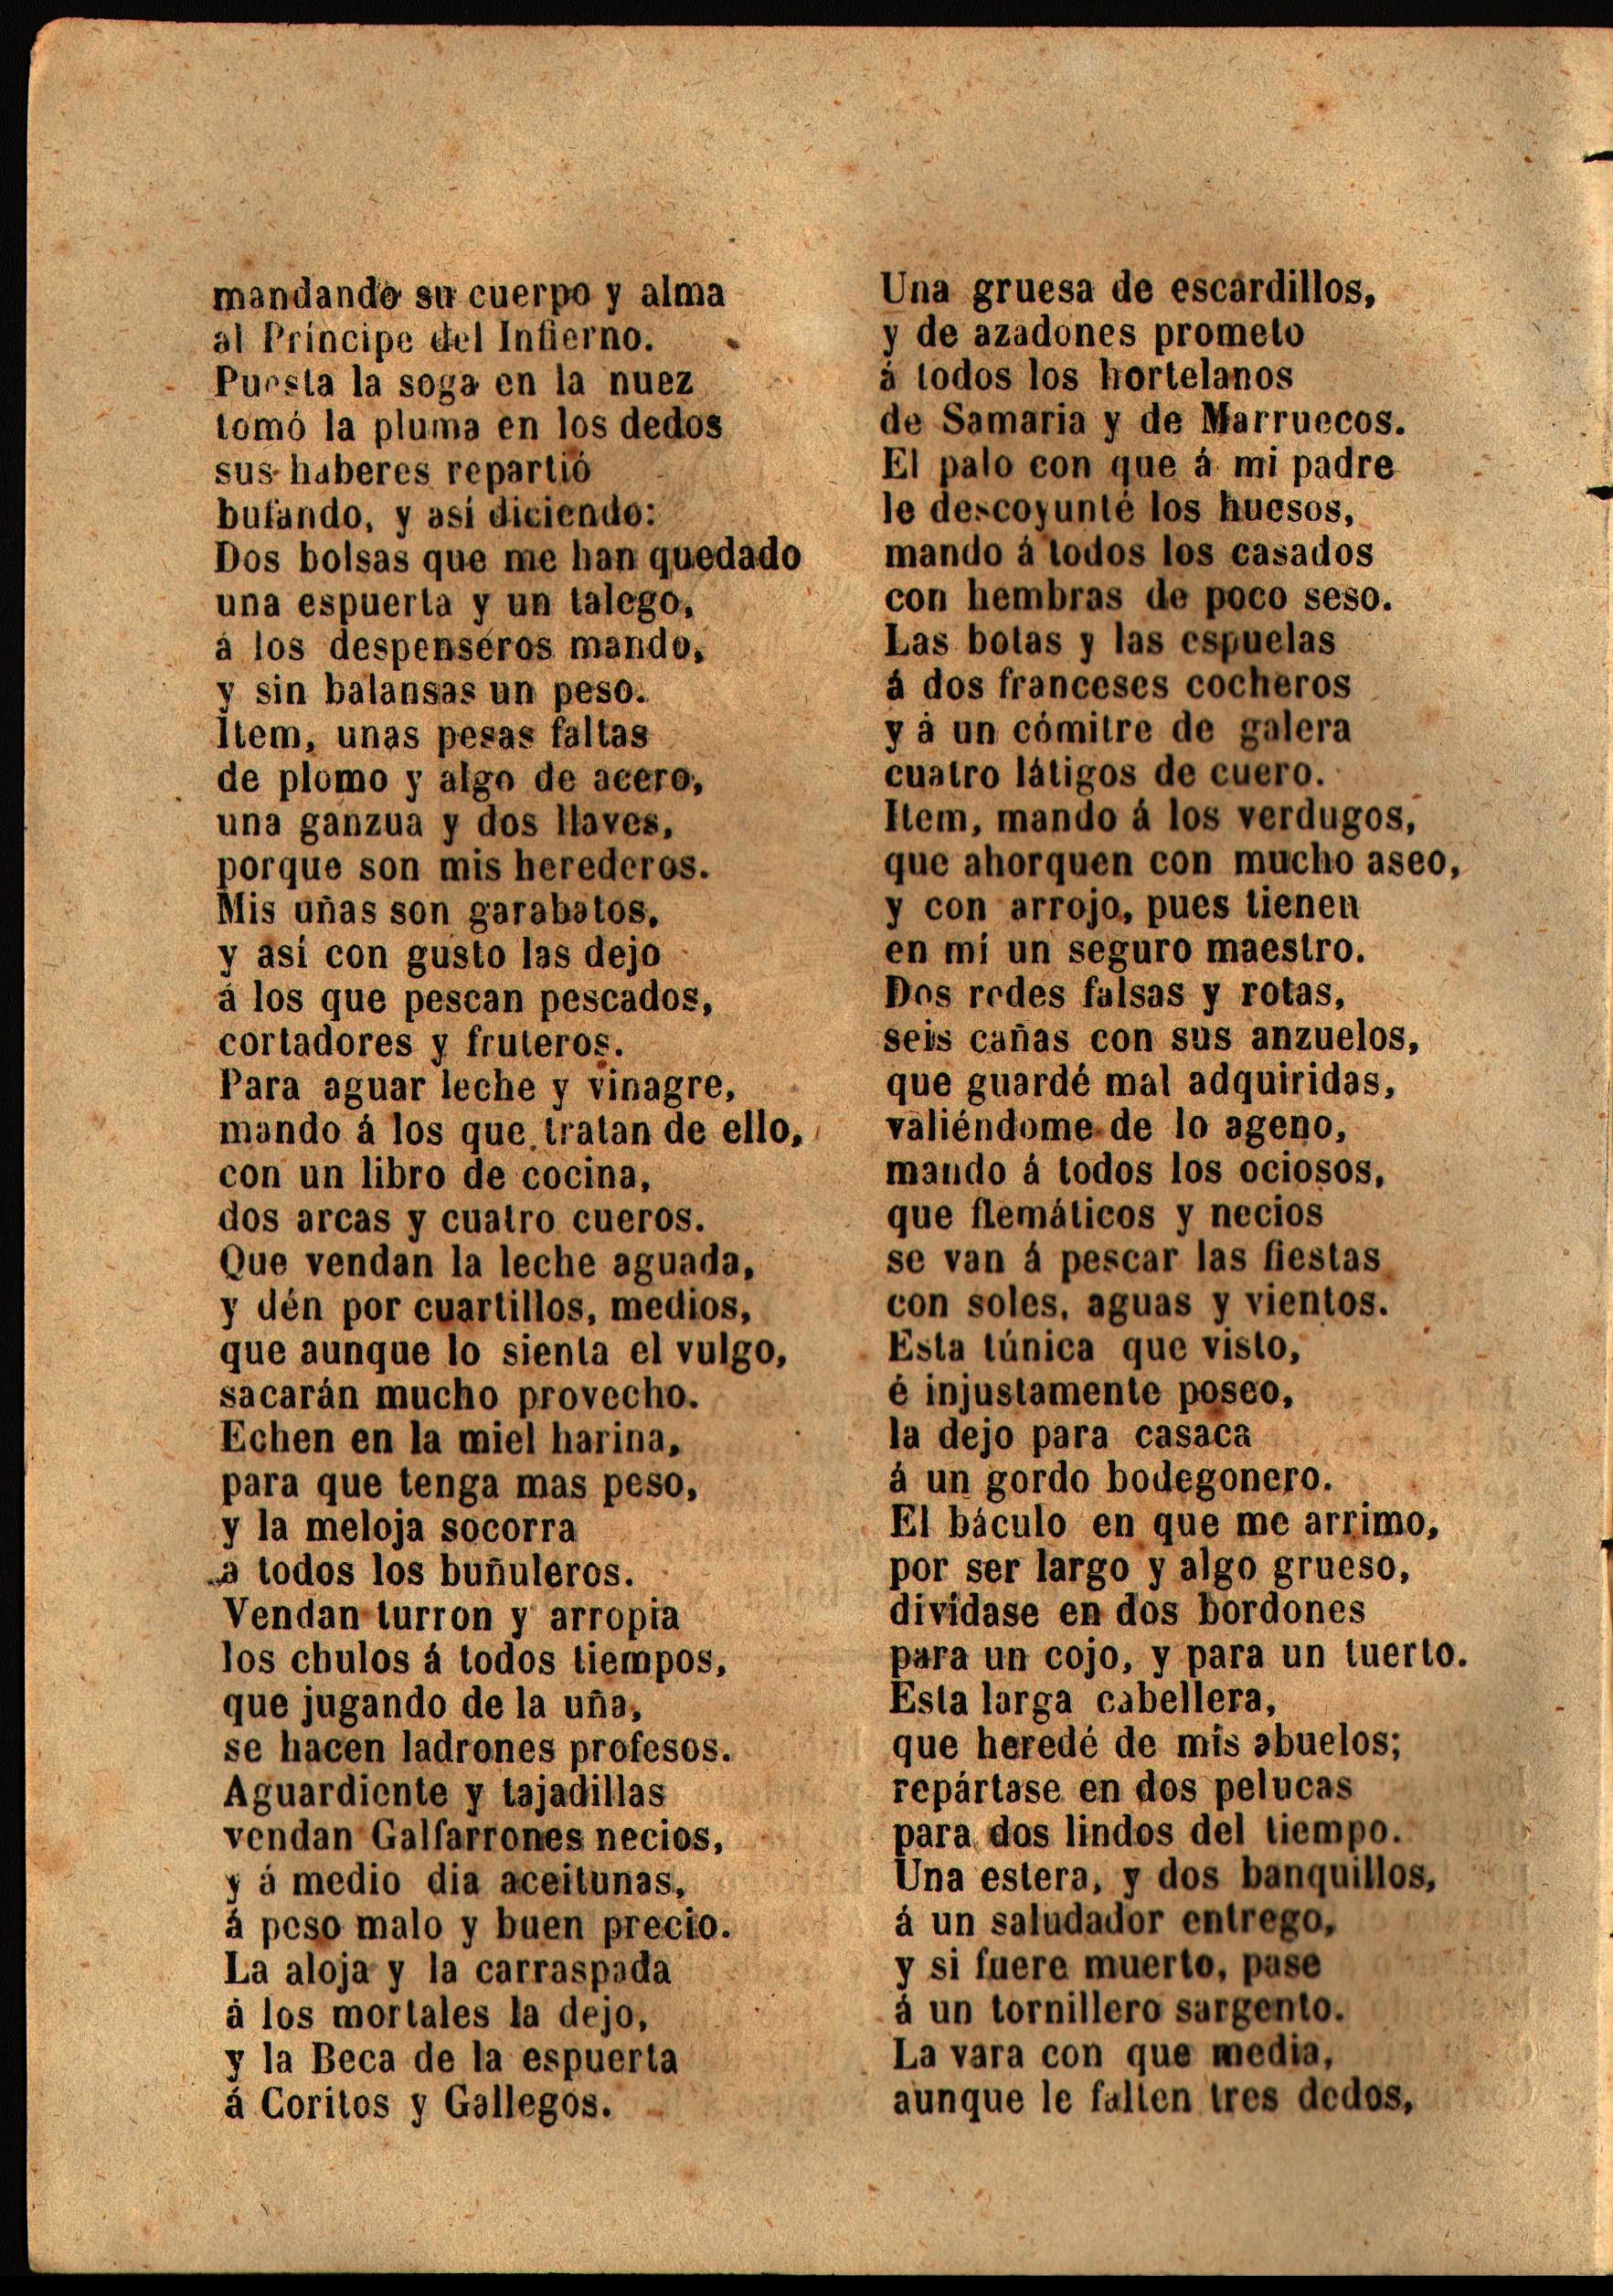 mandando su cuerpo y alma
al Príncipe del Infierno.
Puesta la soga en la nuez
tomó la pluma en los dedos
sus haberes repartió
bufando, y asi diciendo:
Dos bolsas que me han quedado
una espuerta y un talego,
á los despenseros mando,
y sin balansas un peso.
Item, unas pesas faltas
de plomo y algo de acero,
una ganzua y dos llaves,
porque son mis herederos.
Mis uñas son garabatos,
y así con gusto las dejo
á los que pescan pescados,
cortadores y fruteros.
Para aguar leche y vinagre,
mando á los que tratan de ello,
con un libro de cocina,
dos arcas y cuatro cueros.
Que vendan la leche aguada,
y dén por cuartillos, medios,
que aunque lo sienta el vulgo,
sacarán mucho provecho.
Echen en la miel harina,
para que tenga mas peso,
y la meloja socorra
a todos los buñuleros.
Vendan turron y arropia
los chulos á todos tiempos,
que jugando de la uña,
se hacen ladrones profesos.
Aguardiente y tajadillas
vendan Galfarrones necios,
y á medio dia aceitunas,
á peso malo y buen precio.
La aloja y la carraspada
á los mortales la dejo,
y la Beca de la espuerta
á Coritos y Gallegos.
Una gruesa de escardillos,
y de azadones prometo
á todos los hortelanos
de Samaria y de Marruecos.
El palo con que á mi padre
le descoyunté los huesos,
mando á todos los casados
con hembras de poco seso.
Las botas y las espuelas
á dos franceses cocheros
y á un cómitre de galera
cuatro látigos de cuero.
Item, mando á los verdugos,
que ahorquen con mucho aseo,
y con arrojo, pues tienen
en mí un seguro maestro.
Dos redes falsas y rotas,
seis cañas con sus anzuelos,
que guardé mal adquiridas,
valiéndome de lo ageno,
mando á todos los ociosos,
que flemáticos y necios
se van á pescar las fiestas
con soles, aguas y vientos.
Esta túnica que visto,
é injustamente poseo,
la dejo para casaca
á un gordo bodegonero.
El báculo en que me arrimo,
por ser largo y algo grueso,
divídase en dos bordones
para un cojo, y para un tuerto.
Esta larga cabellera,
que heredé de mis abuelos;
repártase en dos pelucas
para dos lindos del tiempo.
Una estera, y dos banquillos,
á un saludador entrego,
y si fuere muerto, pase
á un tornillero sargento.
La vara con que media,
aunque le falten tres dedos,